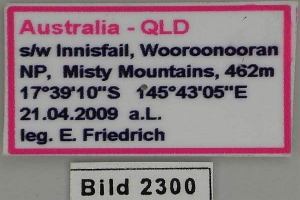 Australia - QLD
s/w Innisfail, Wooroonooran
NP, Misty Mountains, 462m
17°39'10"S 145°43'05"E
21.04.2009 a.L.
leg. E. Friedrich
Bild 2300